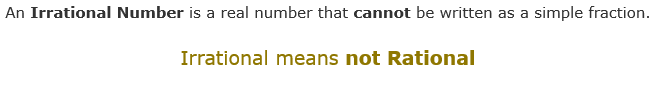 An Irrational Number is a real number that cannot be written as a simple fraction.
Irrational means not Rational